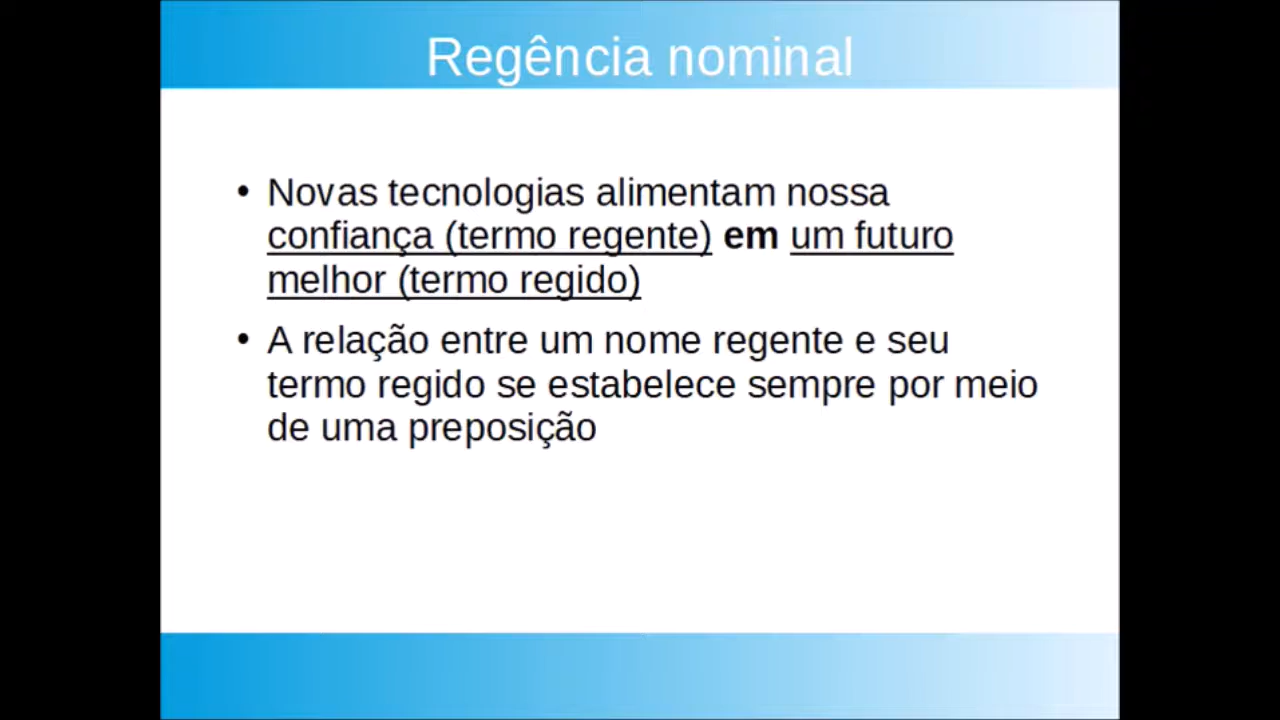 Regência nominal
• Novas tecnologias alimentam nossa
confiança (termo regente) em um futuro
melhor (termo regido)
• A relação entre um nome regente e seu
termo regido se estabelece sempre por meio
de uma preposição